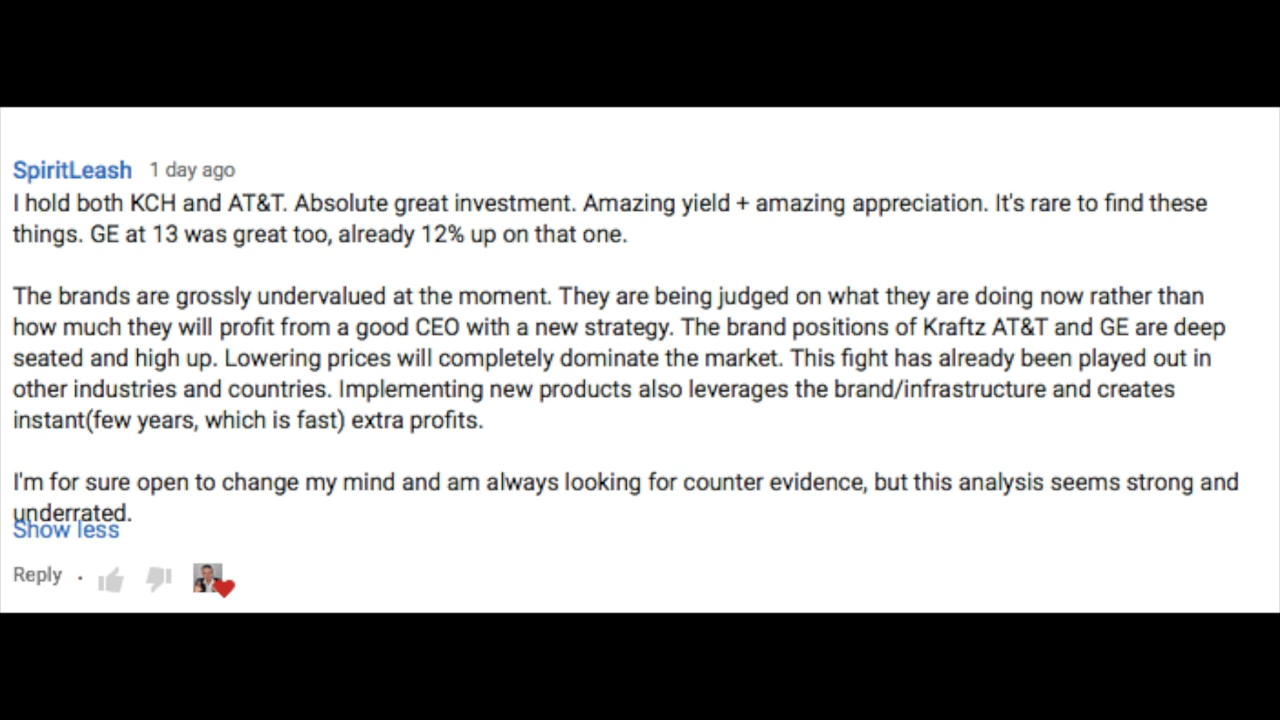 SpiritLeash 1 day ago
I hold both KCH and AT&T. Absolute great investment. Amazing yield + amazing appreciation. It's rare to find these
things. GE at 13 was great too, already 12% up on that one.
The brands are grossly undervalued at the moment. They are being judged on what they are doing now rather than
how much they will profit from a good CEO with a new strategy. The brand positions of Kraftz AT&T and GE are deep
seated and high up. Lowering prices will completely dominate the market. This fight has already been played out in
other industries and countries. Implementing new products also leverages the brand/infrastructure and creates
instant(few years, which is fast) extra profits.
I'm for sure open to change my mind and am always looking for counter evidence, but this analysis seems strong and
underrated.
Show less
Reply ·